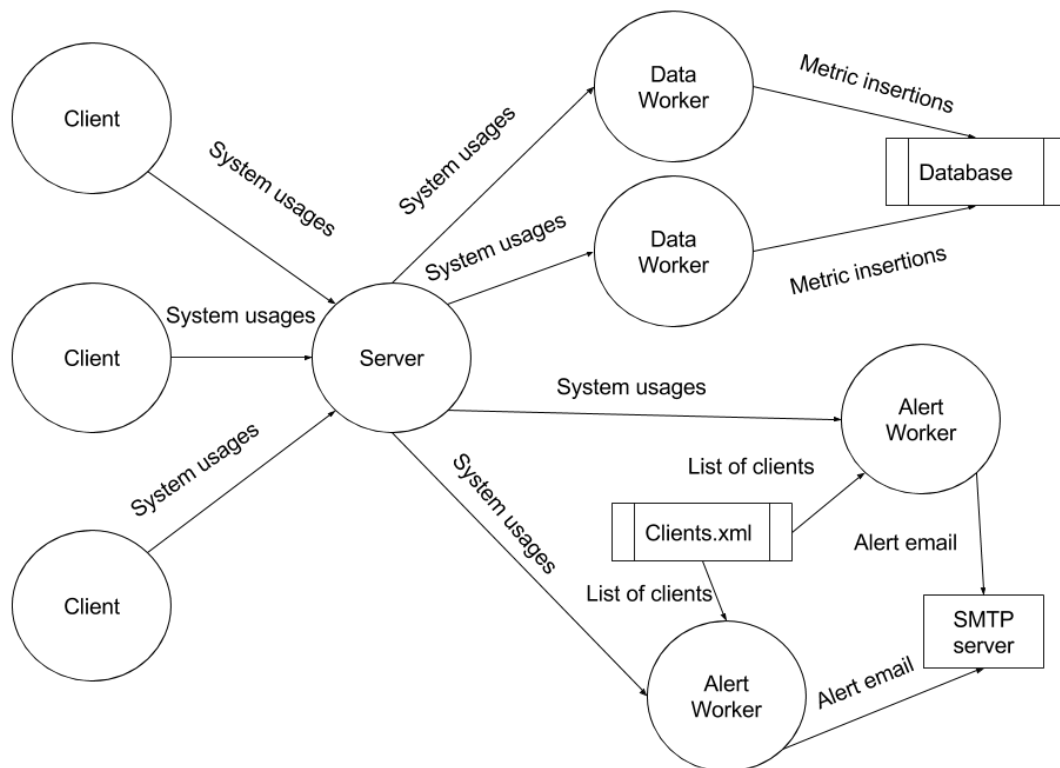 Client
System usages
Client
System usages
Client
System usages
Server
System usages
Data
Worker
Metric insertions
System usages
Data
Worker
Metric insertions
Database
System usages
Alert
Worker
List of clients
Clients.xml
List of clients
System usages
Alert
Worker
Alert email
Alert email
SMTP
server